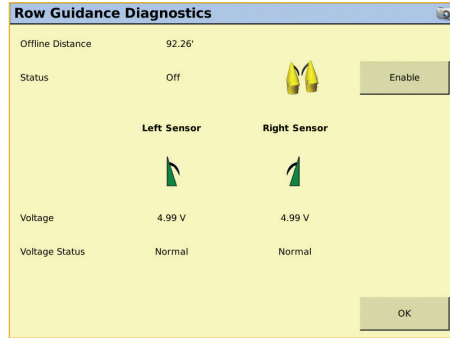 Row Guidance Diagnostics
Offline Distance 92.26'
Status Off Enable
Left Sensor Right Sensor
Voltage 4.99 V 4.99 V
Voltage Status Normal Normal
OK